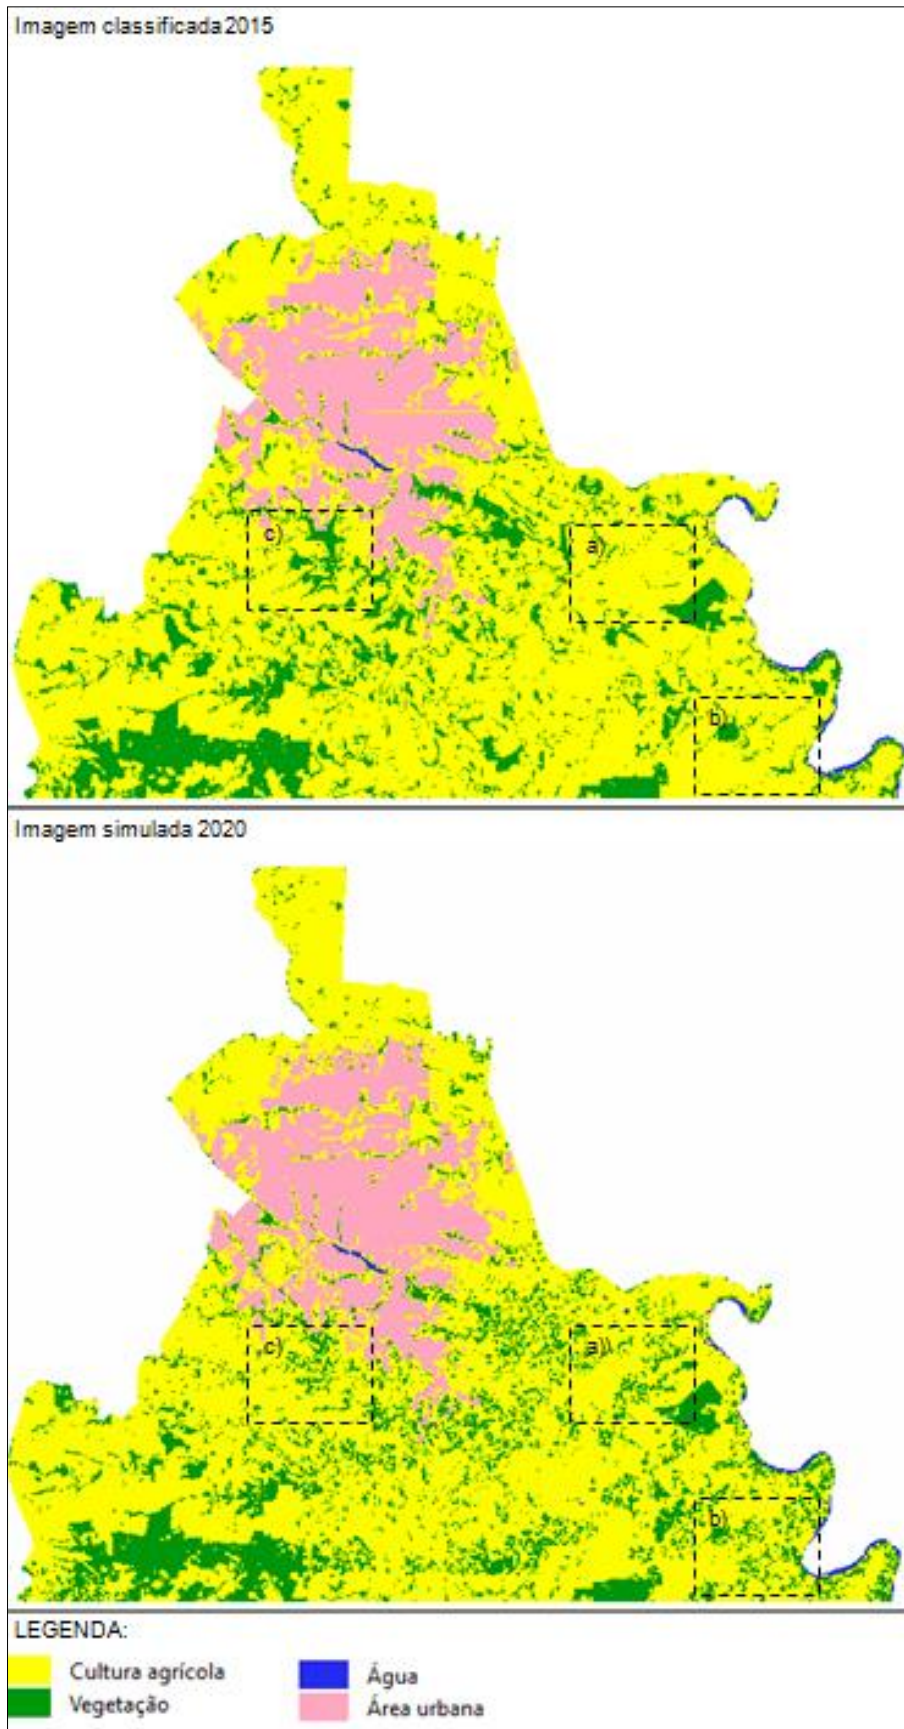 Imagem classificada 2015
c)
a)
b)
Imagem simulada 2020
c)
a))
b)
LEGENDA:
Cultura agrícola
Água
Vegetação
Área urbana